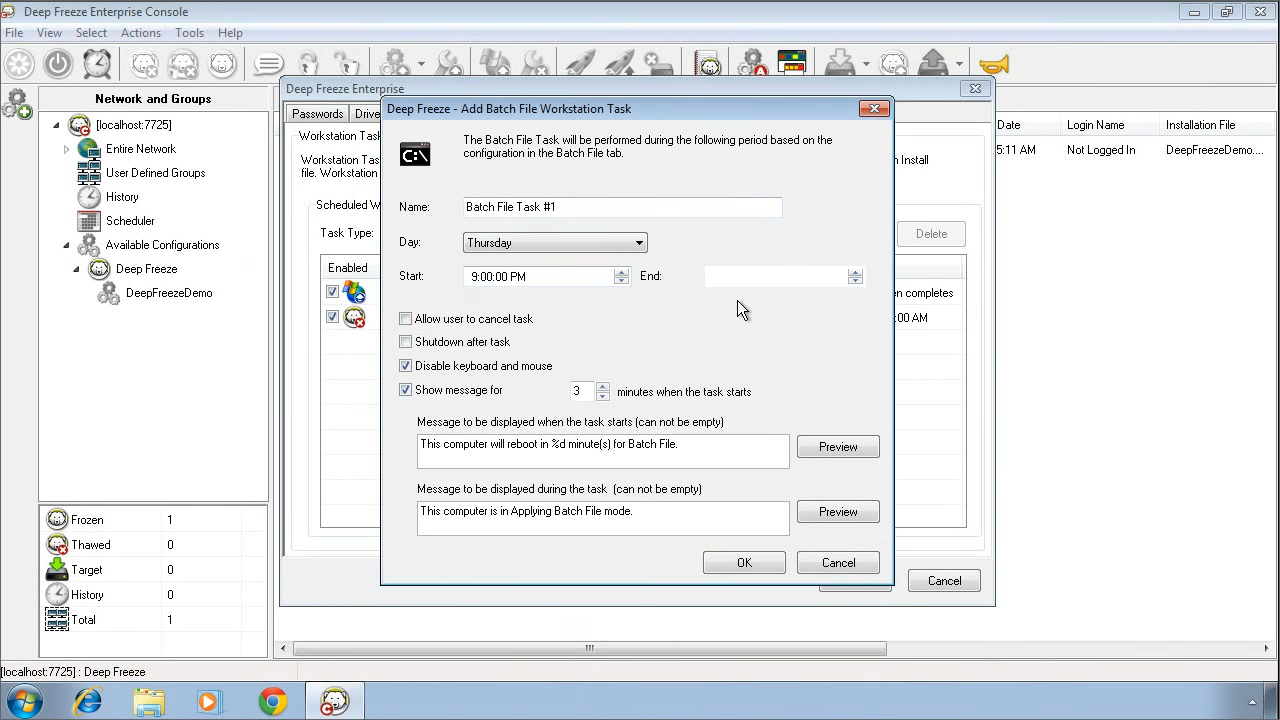 Deep Freeze Enterprise Console
File View Select Actions Tools Help
Network and Groups
[localhost:7725]
Entire Network
User Defined Groups
History
Scheduler
Available Configurations
Deep Freeze
DeepFreezeDemo
Frozen 1
Thawed 0
Target 0
History 0
Total 1
Deep Freeze Enterprise
Passwords Drive
Workstation Tas
Workstation Tas
file. Workstation
n Install
Scheduled W
Task Type:
Delete
Enabled
en completes
:00 AM
Cancel
Date Login Name Installation File
5:11 AM Not Logged In DeepFreezeDemo....
Deep Freeze - Add Batch File Workstation Task
C:\
The Batch File Task will be performed during the following period based on the
configuration in the Batch File tab.
Name: Batch File Task #1
Day: Thursday
Start: 9:00:00 PM End:
Allow user to cancel task
Shutdown after task
Disable keyboard and mouse
Show message for 3 minutes when the task starts
Message to be displayed when the task starts (can not be empty)
This computer will reboot in %d minute(s) for Batch File.
Preview
Message to be displayed during the task (can not be empty)
This computer is in Applying Batch File mode.
Preview
OK Cancel
[localhost:7725] : Deep Freeze